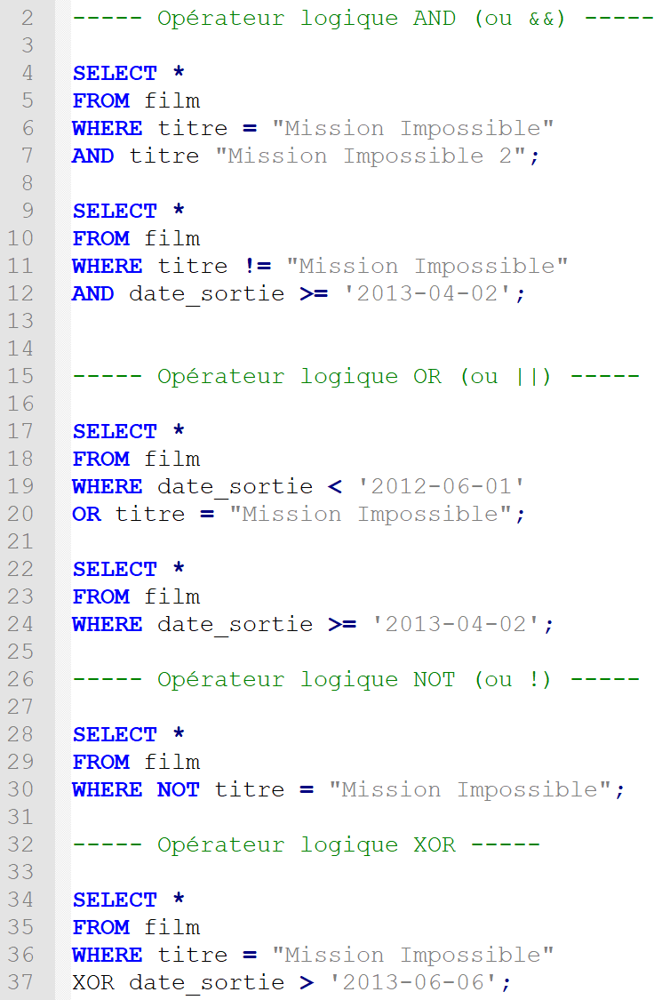 2 ----- Opérateur logique AND (ou &&) -----
3
4 SELECT *
5 FROM film
6 WHERE titre = "Mission Impossible"
7 AND titre "Mission Impossible 2";
8
9 SELECT *
10 FROM film
11 WHERE titre != "Mission Impossible"
12 AND date_sortie >= '2013-04-02';
13
14
15 ----- Opérateur logique OR (ou ||) -----
16
17 SELECT *
18 FROM film
19 WHERE date_sortie < '2012-06-01'
20 OR titre = "Mission Impossible";
21
22 SELECT *
23 FROM film
24 WHERE date_sortie >= '2013-04-02';
25
26 ----- Opérateur logique NOT (ou !) -----
27
28 SELECT *
29 FROM film
30 WHERE NOT titre = "Mission Impossible";
31
32 ----- Opérateur logique XOR -----
33
34 SELECT *
35 FROM film
36 WHERE titre = "Mission Impossible"
37 XOR date_sortie > '2013-06-06';